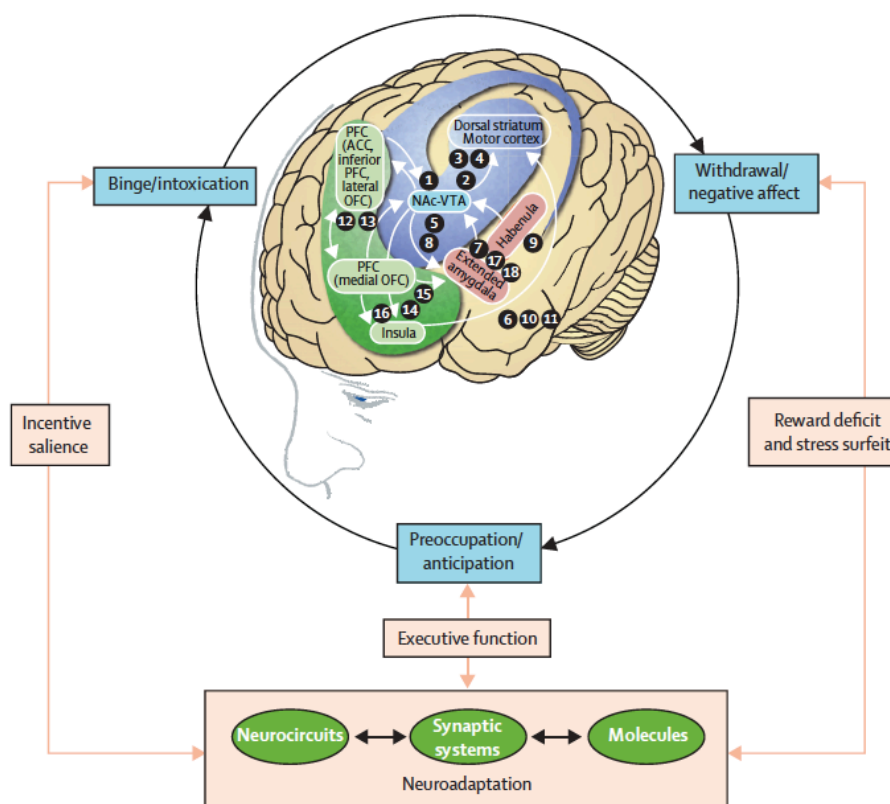 PFC
(ACC,
inferior
PFC,
lateral
OFC)
Dorsal striatum
Motor cortex
3 4
1 2
Binge/intoxication
Withdrawal/
negative affect
NAc-VTA
12 13
5
8
Habenula
7
9
17
18
Extended
amygdala
PFC
(medial OFC)
15
16 14
Insula
6 10 11
Incentive
salience
Reward deficit
and stress surfeit
Preoccupation/
anticipation
Executive function
Neurocircuits
Synaptic
systems
Molecules
Neuroadaptation